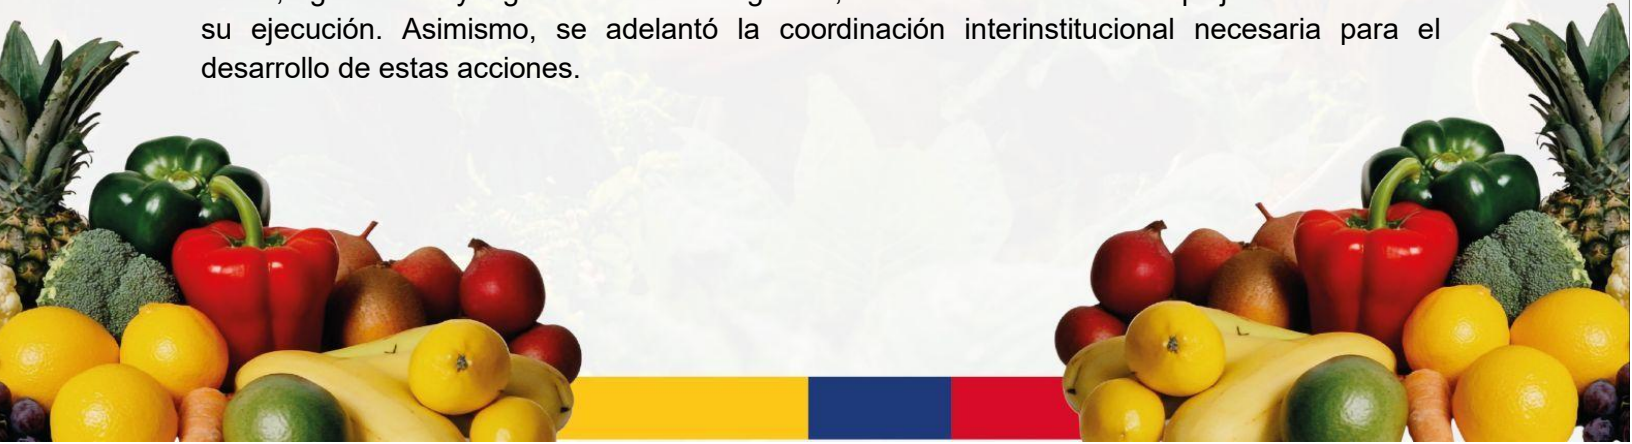 su ejecución. Asimismo, se adelantó la coordinación interinstitucional necesaria para el
desarrollo de estas acciones.